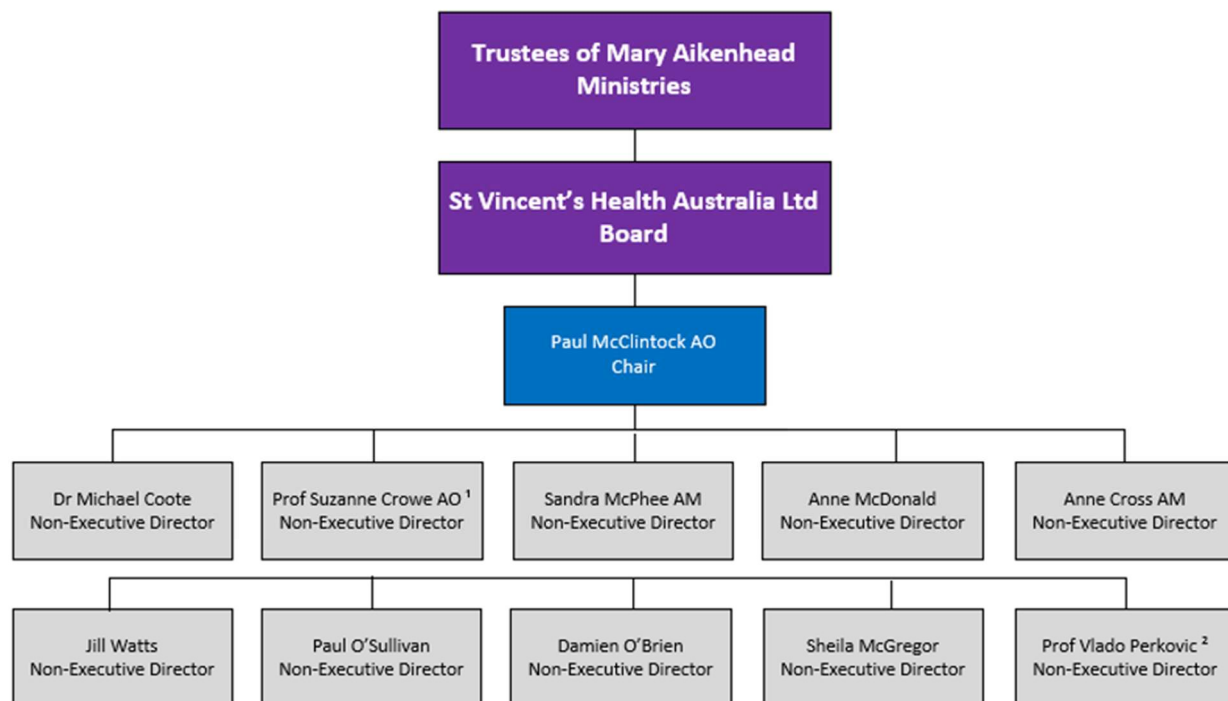 Trustees of Mary Aikenhead
Ministries
St Vincent’s Health Australia Ltd
Board
Paul McClintock AO
Chair
Dr Michael Coote
Non-Executive Director
Prof Suzanne Crowe AO ¹
Non-Executive Director
Sandra McPhee AM
Non-Executive Director
Anne McDonald
Non-Executive Director
Anne Cross AM
Non-Executive Director
Jill Watts
Non-Executive Director
Paul O’Sullivan
Non-Executive Director
Damien O’Brien
Non-Executive Director
Sheila McGregor
Non-Executive Director
Prof Vlado Perkovic ²
Non-Executive Director